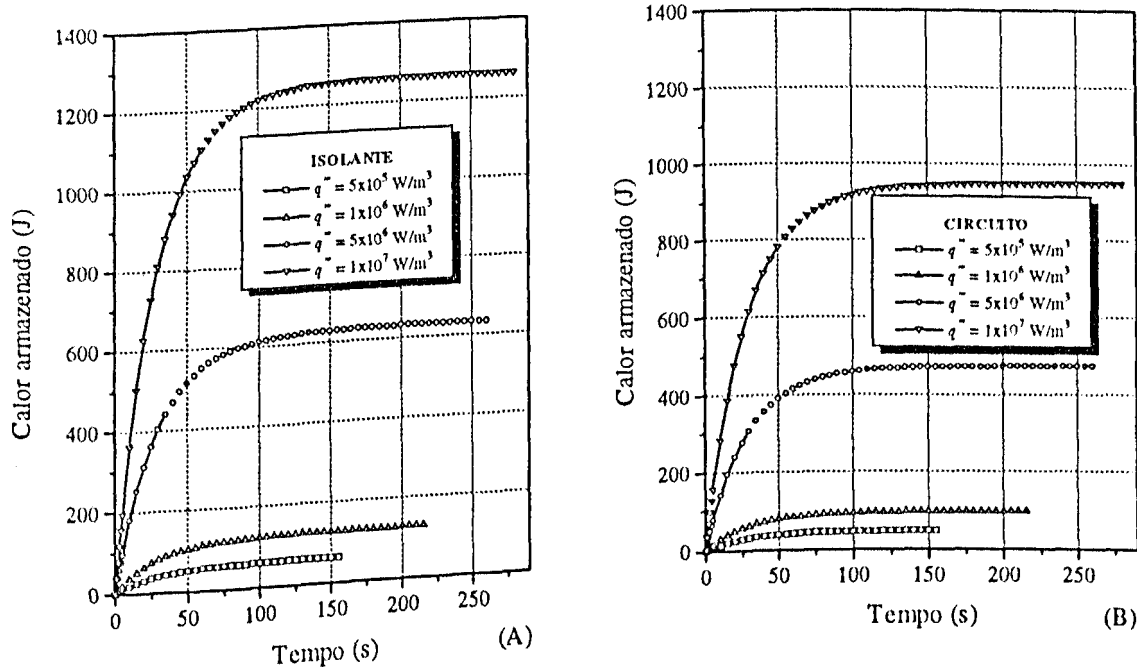 1400
1200
1000
800
600
400
200
0
Calor armazenado (J)
ISOLANTE
q''' = 5x10⁵ W/m³
q''' = 1x10⁶ W/m³
q''' = 5x10⁶ W/m³
q''' = 1x10⁷ W/m³
0 50 100 150 200 250
Tempo (s)
(A)
1400
1200
1000
800
600
400
200
0
Calor armazenado (J)
CIRCUITO
q''' = 5x10⁵ W/m³
q''' = 1x10⁶ W/m³
q''' = 5x10⁶ W/m³
q''' = 1x10⁷ W/m³
0 50 100 150 200 250
Tempo (s)
(B)